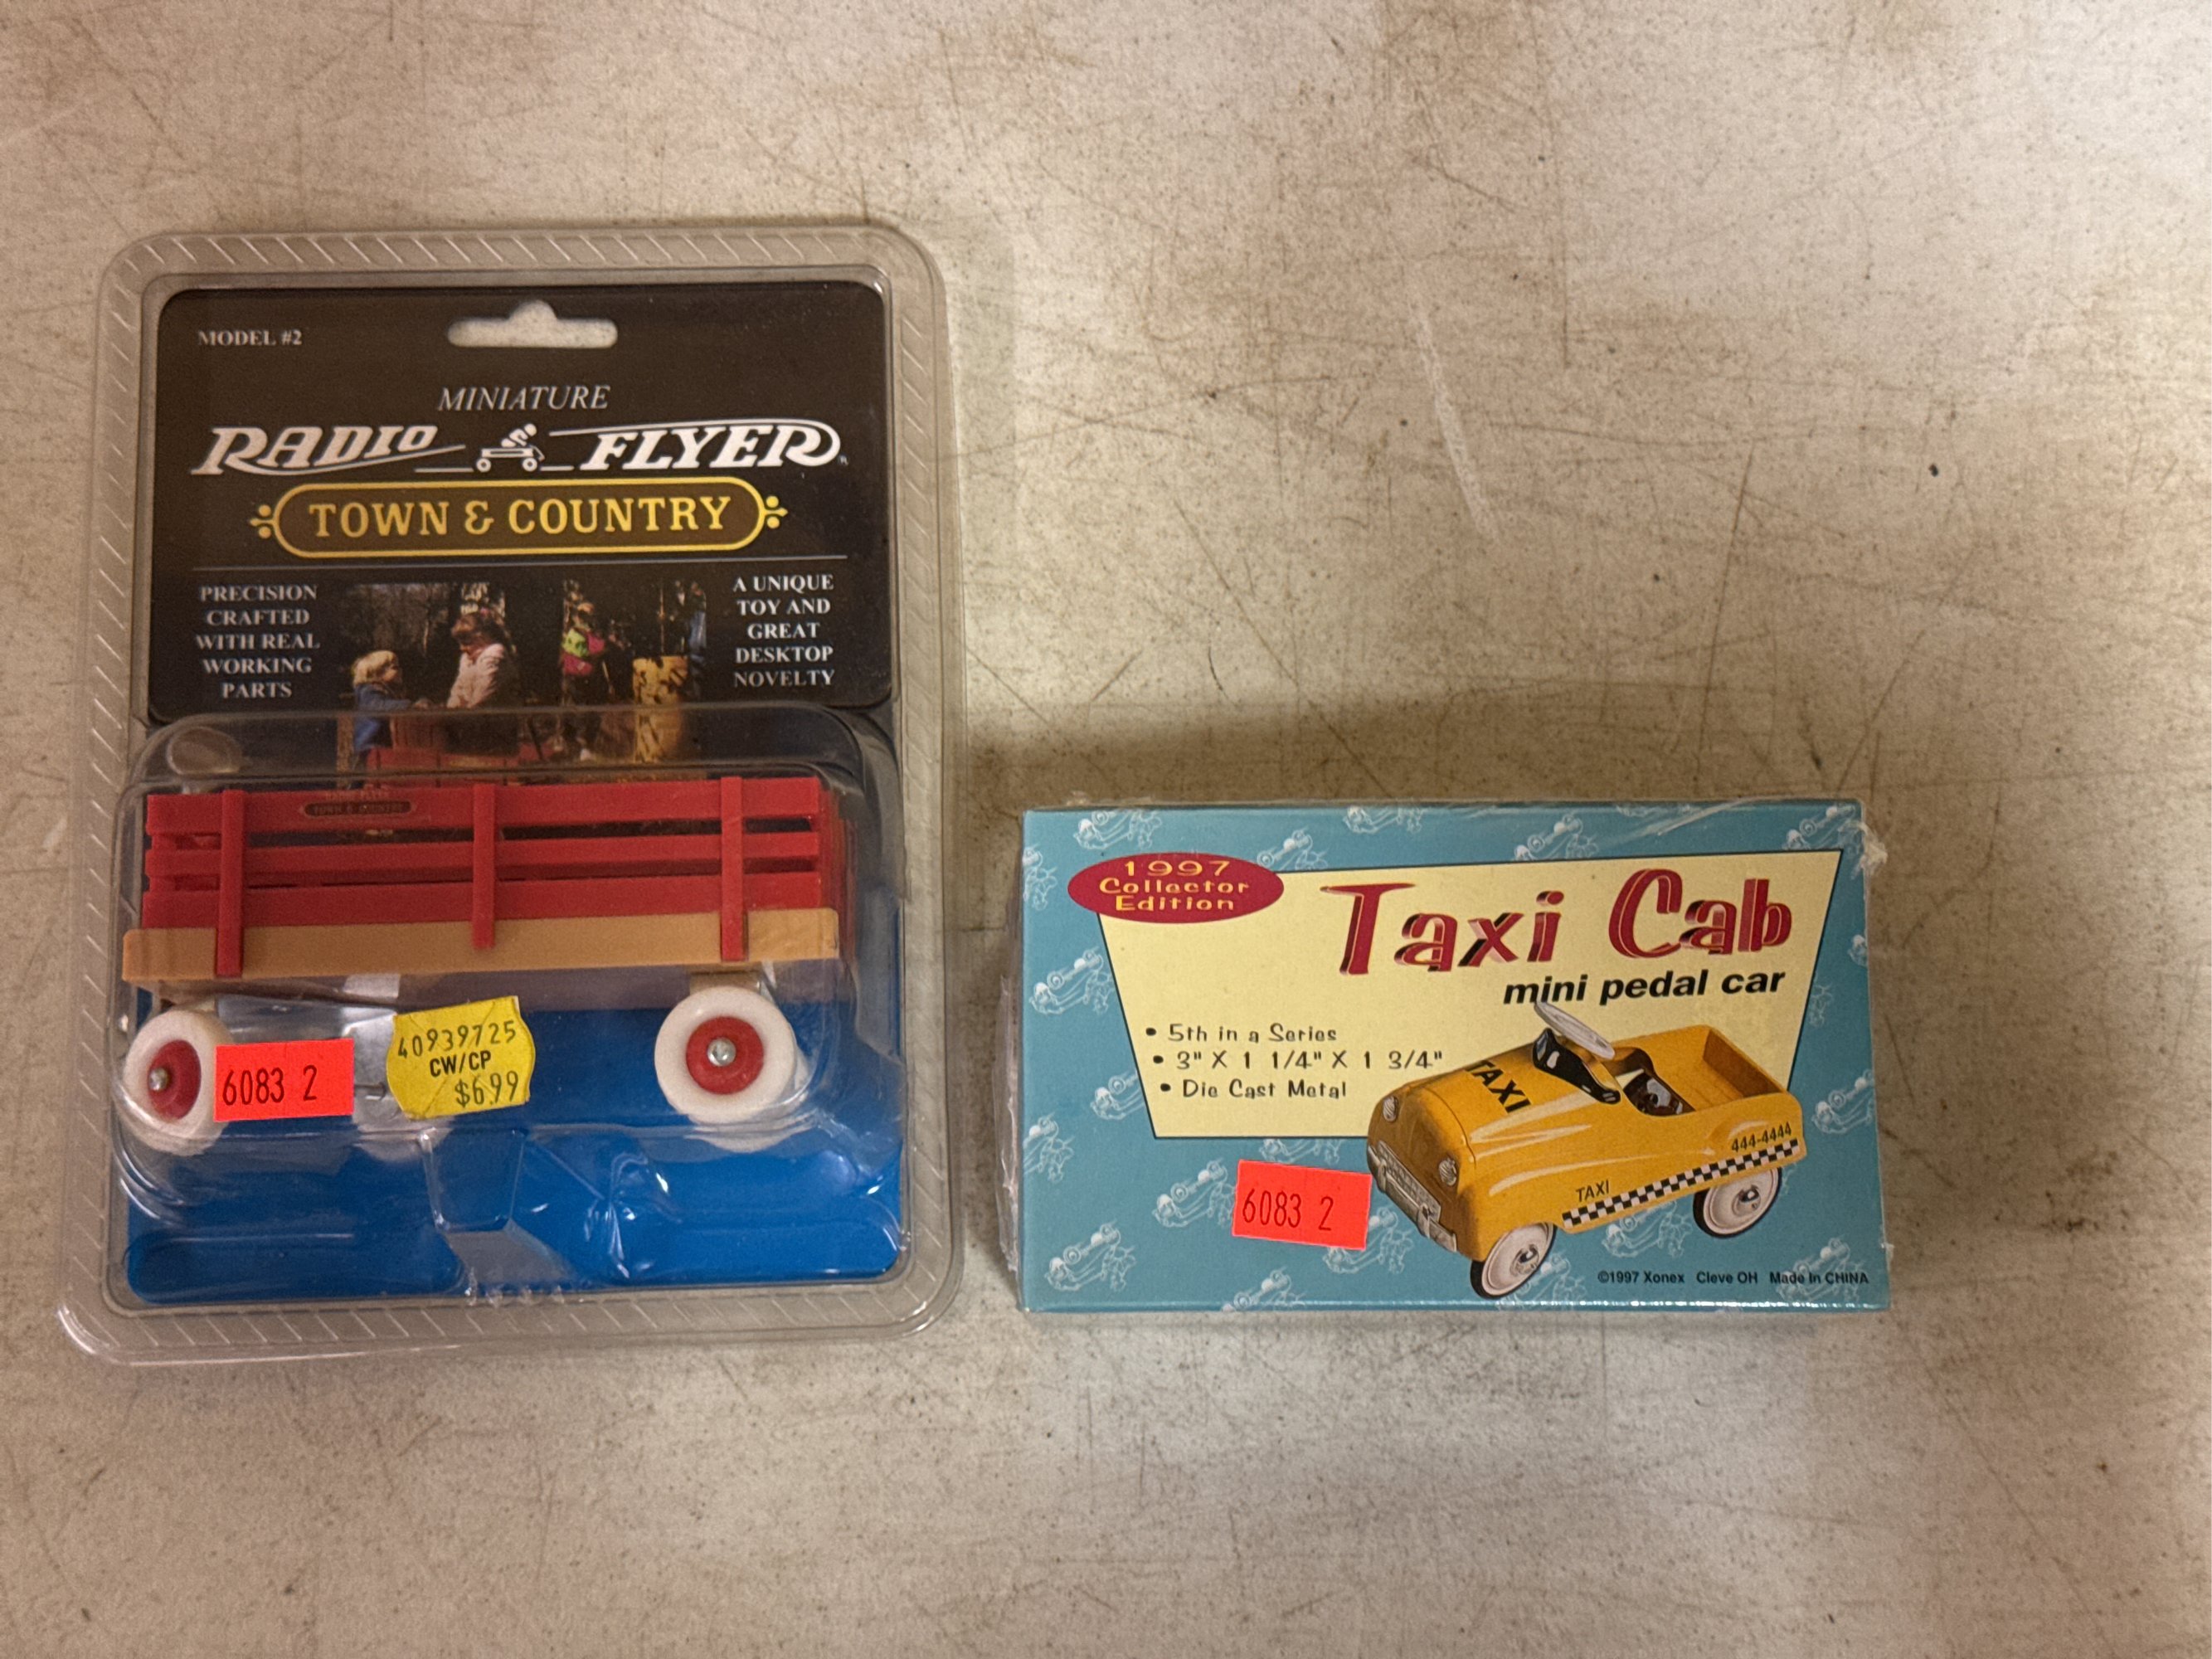 MODEL #2
MINIATURE
RADIO FLYER®
TOWN & COUNTRY
PRECISION
CRAFTED
WITH REAL
WORKING
PARTS
A UNIQUE
TOY AND
GREAT
DESKTOP
NOVELTY
TOWN & COUNTRY
40939725
CW/CP
$6.99
6083 2
1997
Collector
Edition
Taxi Cab
mini pedal car
• 5th in a Series
• 3" X 1 1/4" X 1 3/4"
• Die Cast Metal
TAXI
444-4444
TAXI
6083 2
©1997 Xonex Cleve OH Made In CHINA